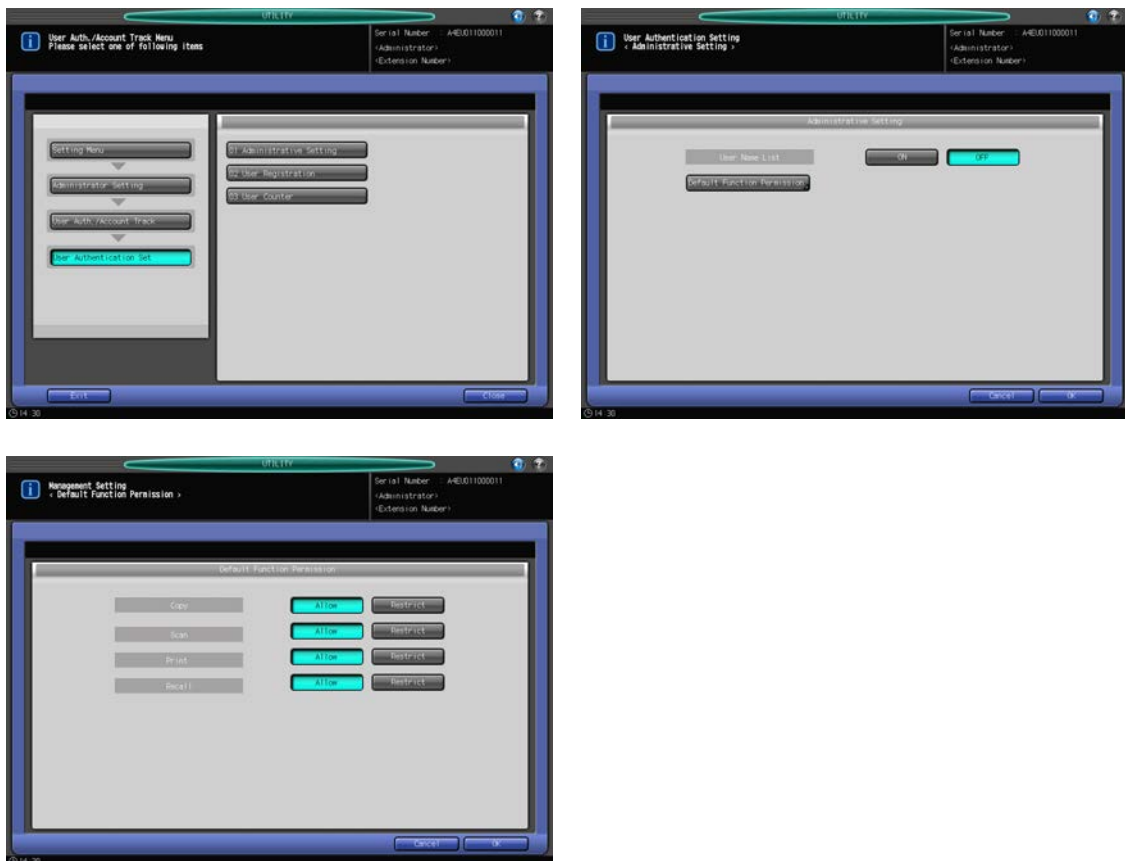 UTILITY
User Auth./Account Track Menu
Please select one of following items
Serial Number : A4EU011000011
<Administrator>
<Extension Number>
Setting Menu
Administrator Setting
User Auth./Account Track
User Authentication Set
01 Administrative Setting
02 User Registration
03 User Counter
Exit
Close
14:30
UTILITY
User Authentication Setting
< Administrative Setting >
Serial Number : A4EU011000011
<Administrator>
<Extension Number>
Administrative Setting
User Name List
ON
OFF
Default Function Permission
Cancel
OK
14:30
UTILITY
Management Setting
< Default Function Permission >
Serial Number : A4EU011000011
<Administrator>
<Extension Number>
Default Function Permission
Copy
Allow
Restrict
Scan
Allow
Restrict
Print
Allow
Restrict
Recall
Allow
Restrict
Cancel
OK
14:30